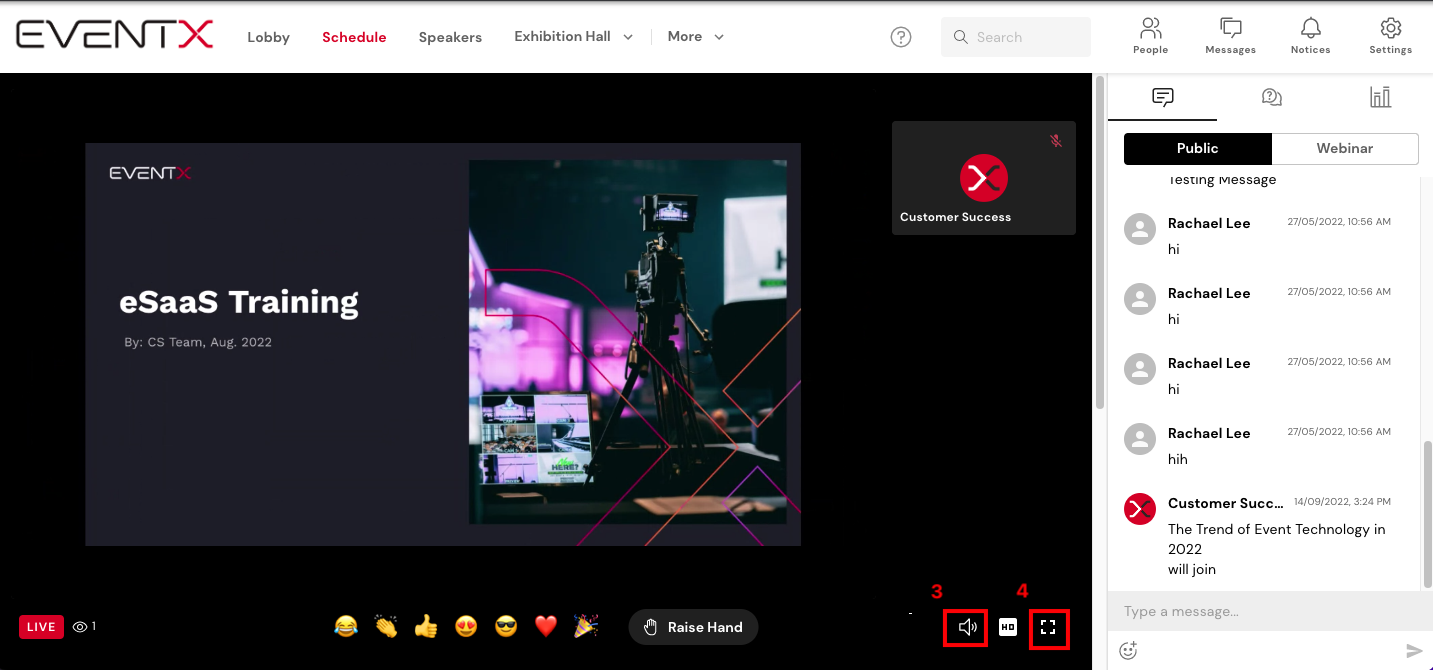 EVENTX
Lobby
Schedule
Speakers
Exhibition Hall
More
Search
People
Messages
Notices
Settings
EVENTX
eSaaS Training
By: CS Team, Aug. 2022
HERE?
Customer Success
Public
Webinar
Testing Message
Rachael Lee 27/05/2022, 10:56 AM
hi
Rachael Lee 27/05/2022, 10:56 AM
hi
Rachael Lee 27/05/2022, 10:56 AM
hi
Rachael Lee 27/05/2022, 10:56 AM
hih
Customer Succ... 14/09/2022, 3:24 PM
The Trend of Event Technology in
2022
will join
Type a message...
3
4
LIVE
1
Raise Hand
HD